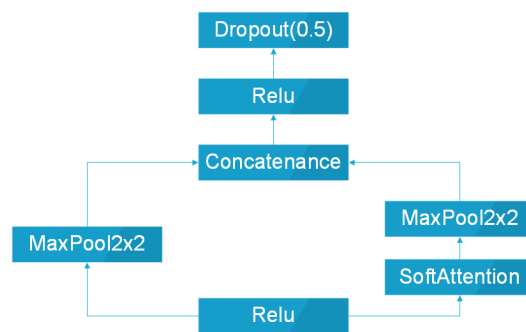 Dropout(0.5)
Relu
Concatenance
MaxPool2x2
MaxPool2x2
SoftAttention
Relu